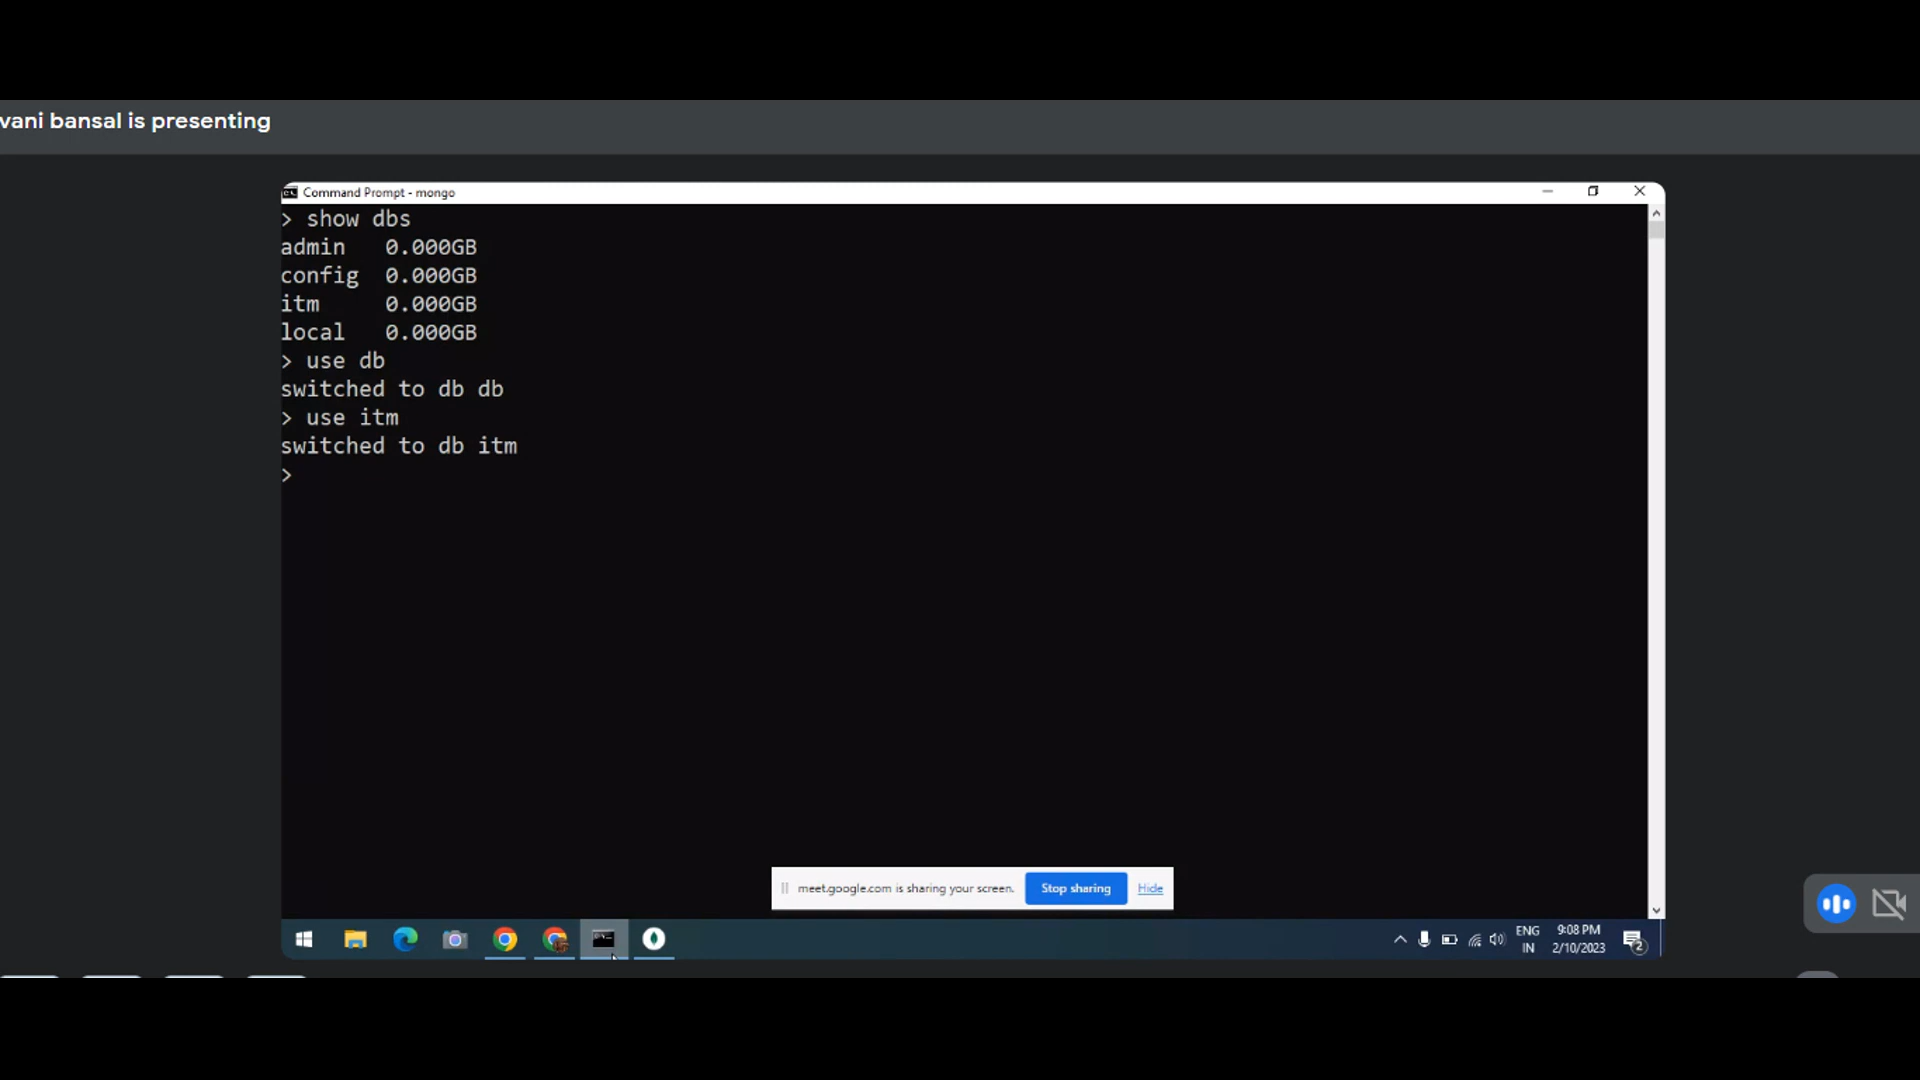 vani bansal is presenting
Command Prompt - mongo
> show dbs
admin   0.000GB
config  0.000GB
itm     0.000GB
local   0.000GB
> use db
switched to db db
> use itm
switched to db itm
>
meet.google.com is sharing your screen.
Stop sharing
Hide
ENG
IN
9:08 PM
2/10/2023
2